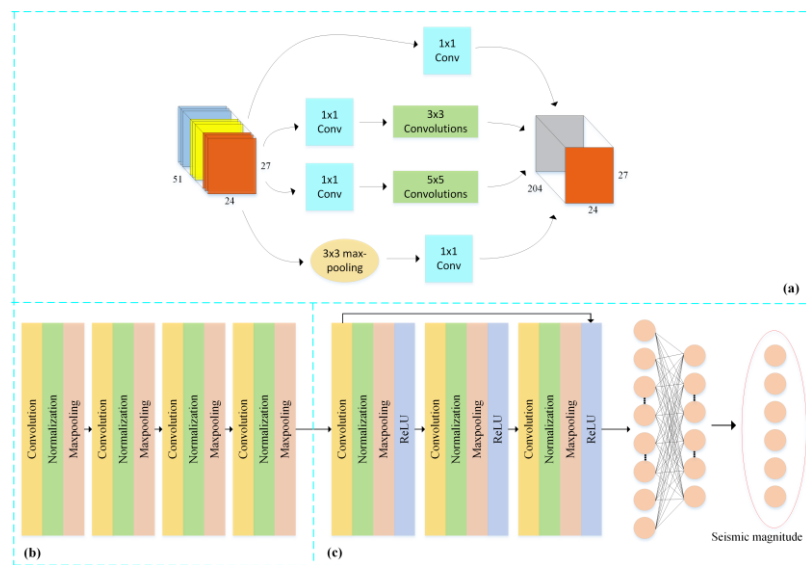 1x1
Conv
1x1
Conv
3x3
Convolutions
1x1
Conv
5x5
Convolutions
3x3 max-
pooling
1x1
Conv
51
24
27
204
24
27
(a)
Convolution
Normalization
Maxpooling
Convolution
Normalization
Maxpooling
Convolution
Normalization
Maxpooling
Convolution
Normalization
Maxpooling
(b)
Convolution
Normalization
Maxpooling
ReLU
Convolution
Normalization
Maxpooling
ReLU
Convolution
Normalization
Maxpooling
ReLU
(c)
Seismic magnitude